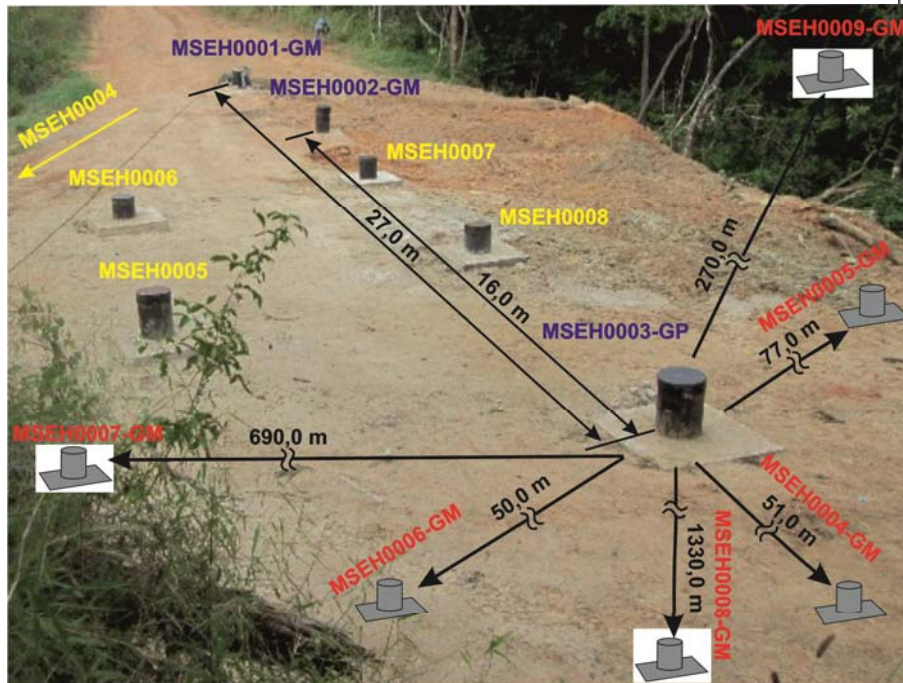 MSEH0009-GM
MSEH0001-GM
MSEH0002-GM
MSEH0004
MSEH0007
MSEH0006
MSEH0008
MSEH0005
27,0 m
16,0 m
270,0 m
MSEH0005-GM
77,0 m
MSEH0003-GP
MSEH0007-GM
690,0 m
MSEH0006-GM
50,0 m
1330,0 m
MSEH0008-GM
51,0 m
MSEH0004-GM